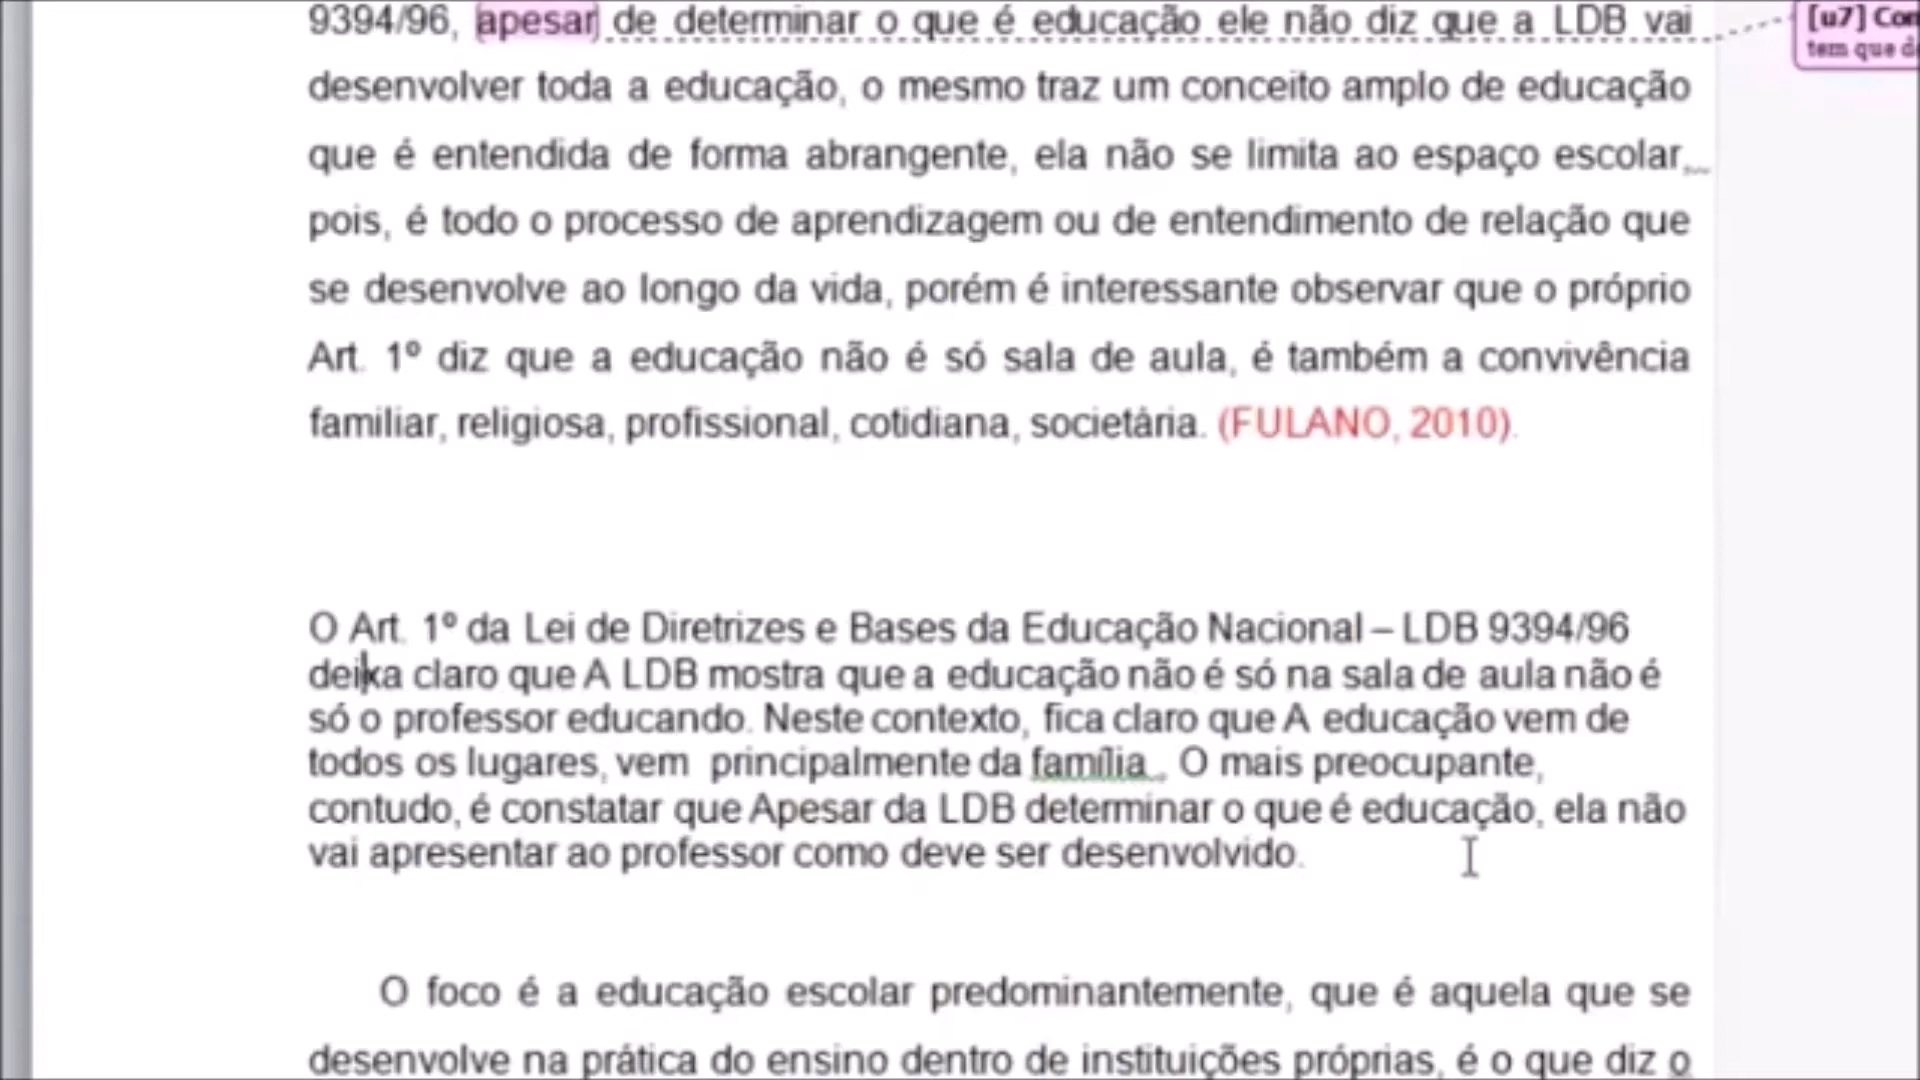 9394/96, apesar de determinar o que é educação ele não diz que a LDB vai
[u7] Con
tem que d
desenvolver toda a educação, o mesmo traz um conceito amplo de educação
que é entendida de forma abrangente, ela não se limita ao espaço escolar,
pois, é todo o processo de aprendizagem ou de entendimento de relação que
se desenvolve ao longo da vida, porém é interessante observar que o próprio
Art. 1º diz que a educação não é só sala de aula, é também a convivência
familiar, religiosa, profissional, cotidiana, societária. (FULANO, 2010).
O Art. 1º da Lei de Diretrizes e Bases da Educação Nacional – LDB 9394/96
deixa claro que A LDB mostra que a educação não é só na sala de aula não é
só o professor educando. Neste contexto, fica claro que A educação vem de
todos os lugares, vem principalmente da família . O mais preocupante,
contudo, é constatar que Apesar da LDB determinar o que é educação, ela não
vai apresentar ao professor como deve ser desenvolvido.
O foco é a educação escolar predominantemente, que é aquela que se
desenvolve na prática do ensino dentro de instituições próprias, é o que diz o